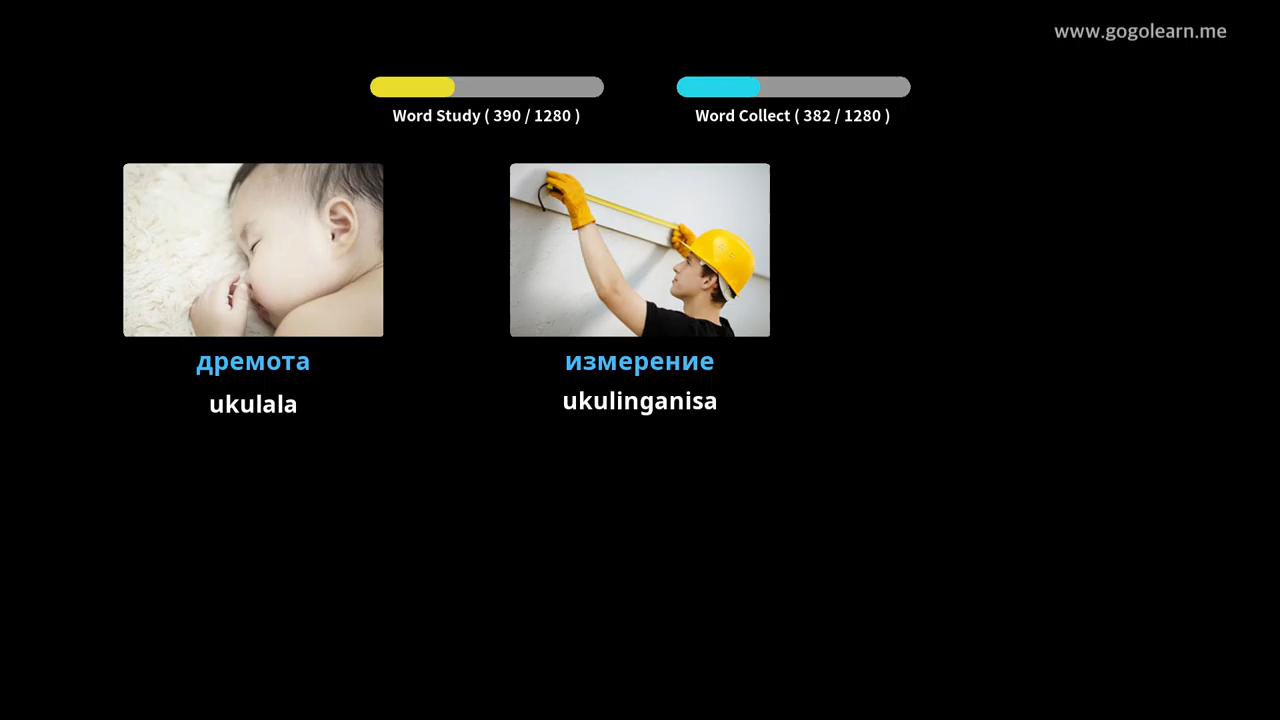 www.gogolearn.me
Word Study ( 390 / 1280 )
Word Collect ( 382 / 1280 )
дремота
измерение
ukulala
ukulinganisa